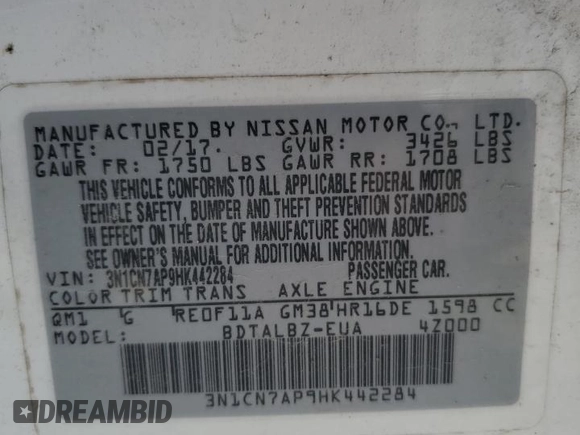 MANUFACTURED BY NISSAN MOTOR CO., LTD.
DATE: 02/17. GVWR: 3426 LBS
GAWR FR: 1750 LBS GAWR RR: 1708 LBS
THIS VEHICLE CONFORMS TO ALL APPLICABLE FEDERAL MOTOR
VEHICLE SAFETY, BUMPER AND THEFT PREVENTION STANDARDS
IN EFFECT ON THE DATE OF MANUFACTURE SHOWN ABOVE.
SEE OWNER'S MANUAL FOR ADDITIONAL INFORMATION.
VIN: 3N1CN7AP9HK442284 PASSENGER CAR.
COLOR TRIM TRANS AXLE ENGINE
QM1 G RE0F11A GM38 HR16DE 1598 CC
MODEL: BDTALBZ-EUA 4Z000
3N1CN7AP9HK442284
DREAMBID